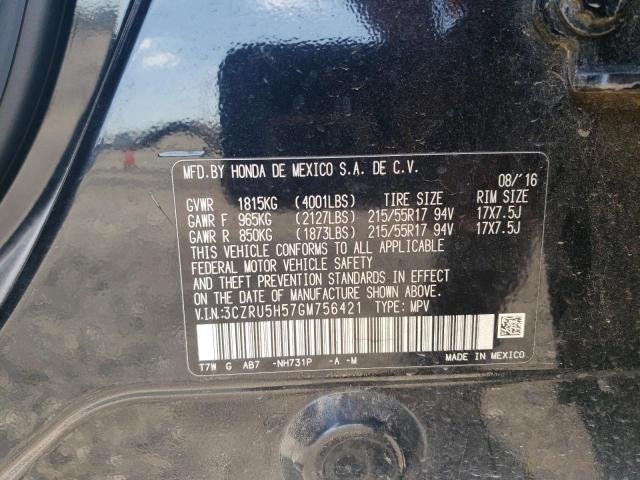 MFD.BY HONDA DE MEXICO S.A. DE C.V.
08/'16
GVWR 1815KG (4001LBS) TIRE SIZE RIM SIZE
GAWR F 965KG (2127LBS) 215/55R17 94V 17X7.5J
GAWR R 850KG (1873LBS) 215/55R17 94V 17X7.5J
THIS VEHICLE CONFORMS TO ALL APPLICABLE
FEDERAL MOTOR VEHICLE SAFETY
AND THEFT PREVENTION STANDARDS IN EFFECT
ON THE DATE OF MANUFACTURE SHOWN ABOVE.
V.I.N:3CZRU5H57GM756421 TYPE: MPV
T7W G AB7 -NH731P -A -M MADE IN MEXICO